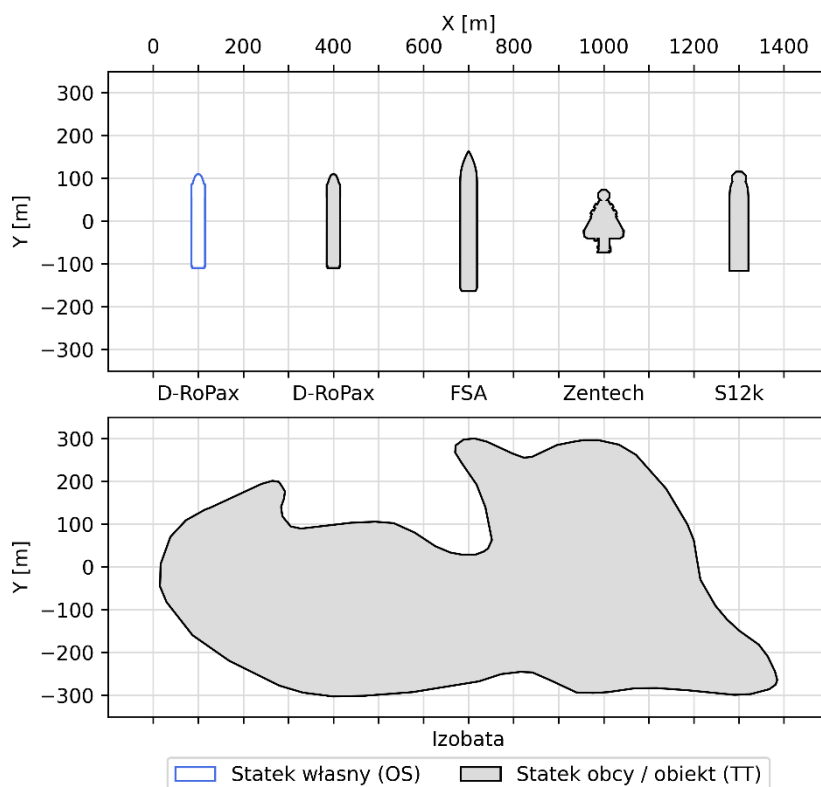 X [m]
0 200 400 600 800 1000 1200 1400
300
200
100
0
−100
−200
−300
Y [m]
D-RoPax D-RoPax FSA Zentech S12k
300
200
100
0
−100
−200
−300
Y [m]
Izobata
Statek własny (OS) Statek obcy / obiekt (TT)